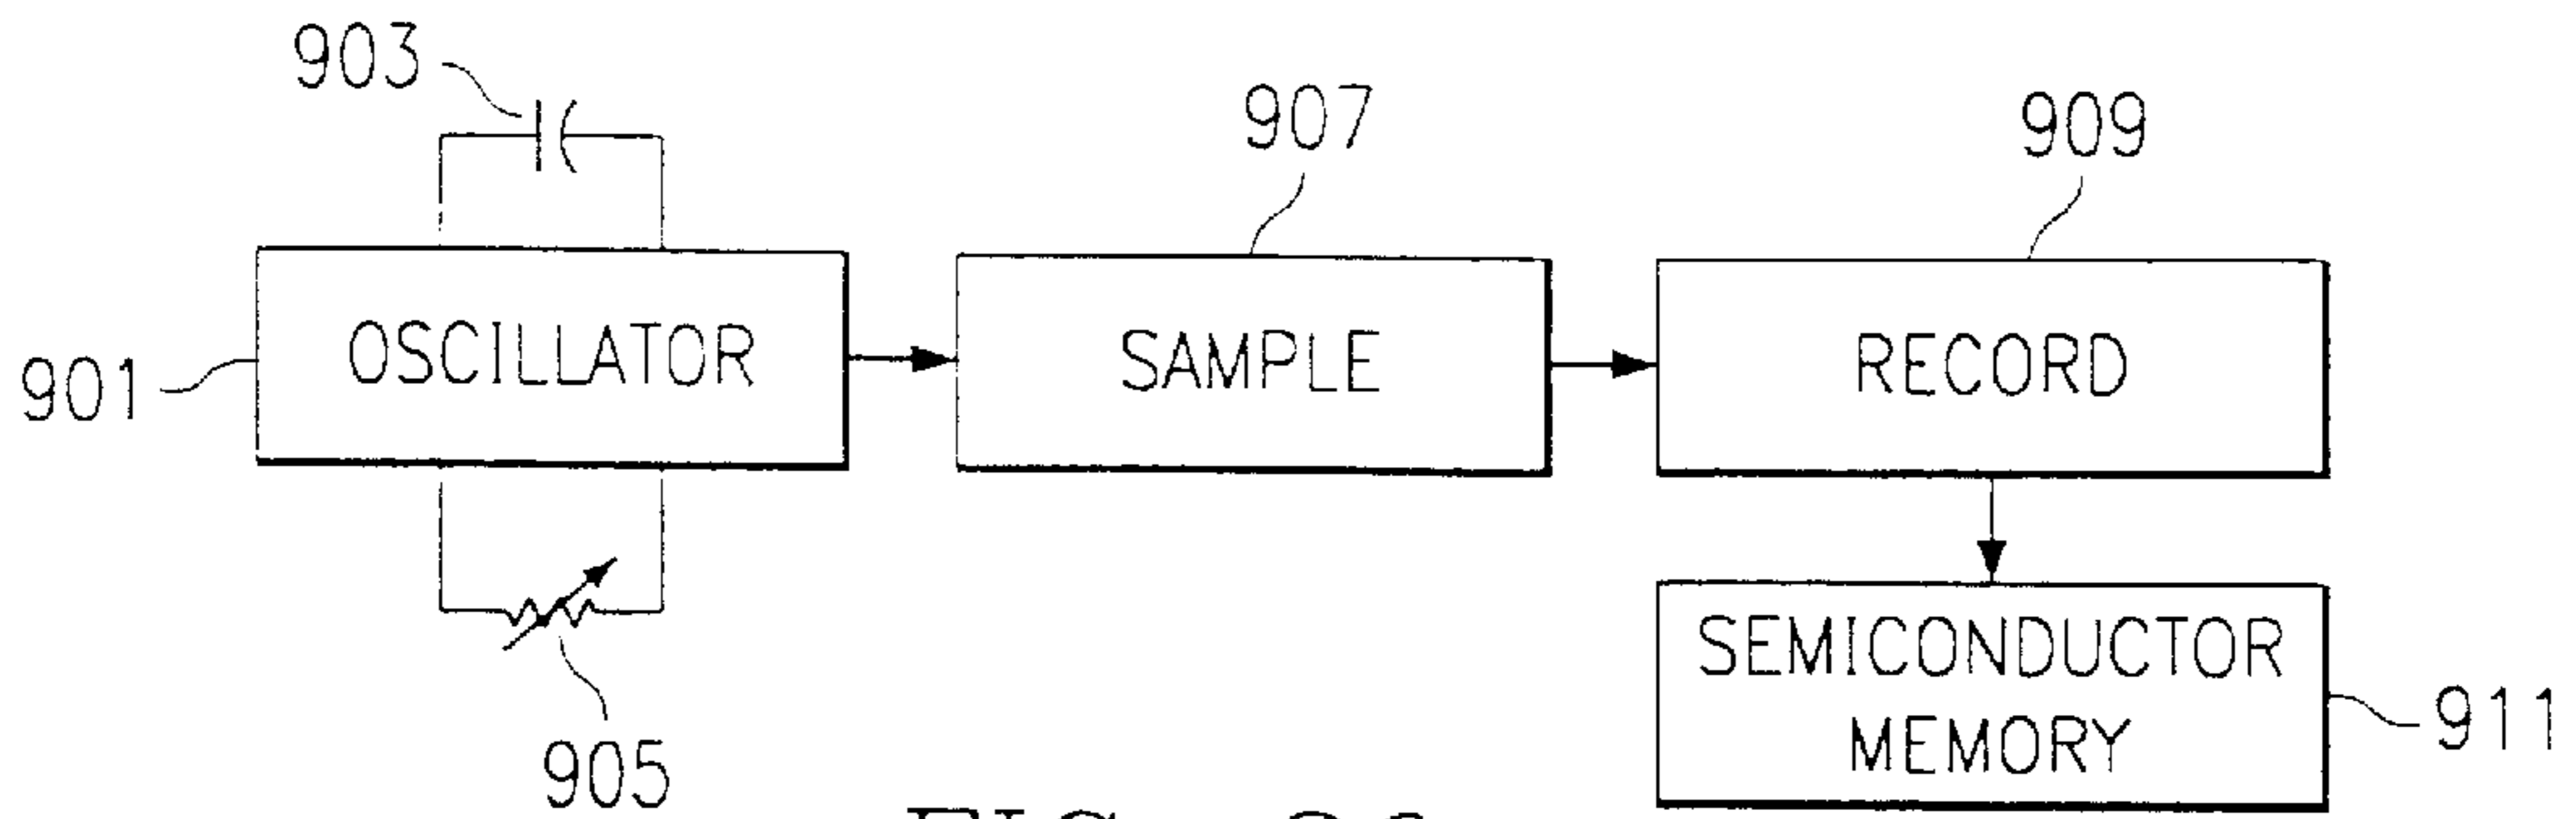 903
907
909
901
OSCILLATOR
SAMPLE
RECORD
905
SEMICONDUCTOR
MEMORY
911